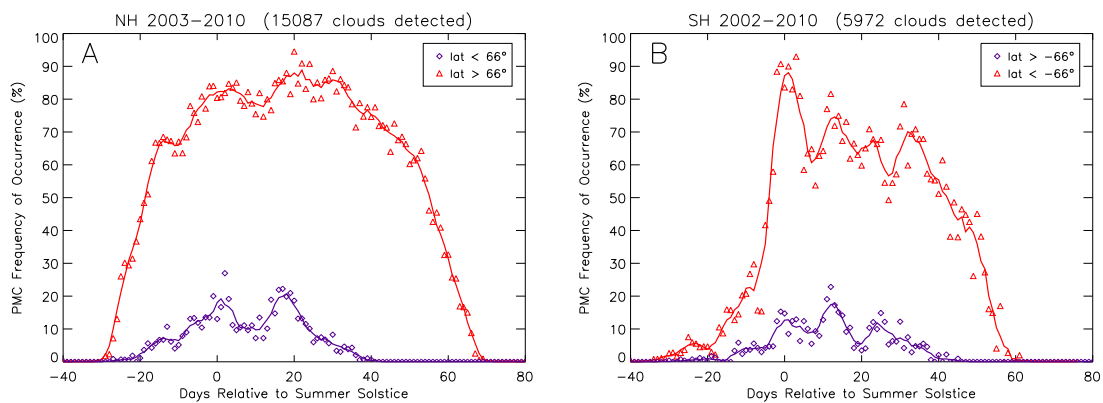 NH 2003-2010 (15087 clouds detected)
A
lat < 66°
lat > 66°
PMC Frequency of Occurrence (%)
100
90
80
70
60
50
40
30
20
10
0
-40 -20 0 20 40 60 80
Days Relative to Summer Solstice
SH 2002-2010 (5972 clouds detected)
B
lat > -66°
lat < -66°
PMC Frequency of Occurrence (%)
100
90
80
70
60
50
40
30
20
10
0
-40 -20 0 20 40 60 80
Days Relative to Summer Solstice